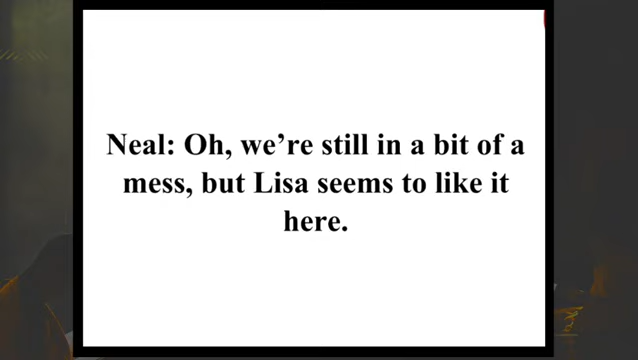 Neal: Oh, we’re still in a bit of a
mess, but Lisa seems to like it
here.